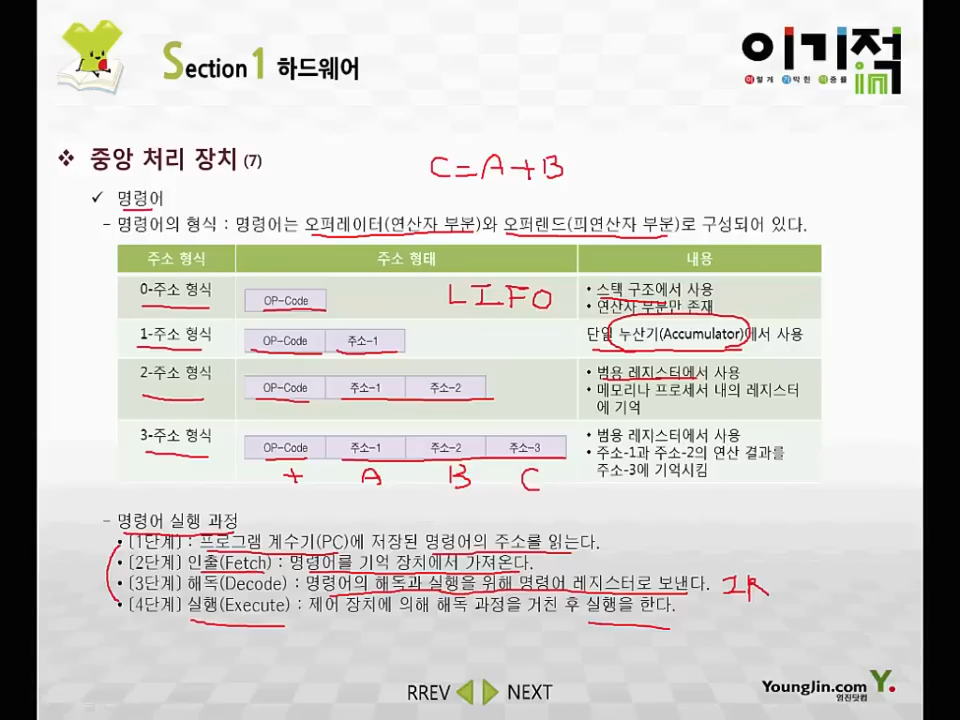 Section 1 하드웨어
이기적in
이렇게 기막힌 적중률
❖ 중앙 처리 장치 (7)
C=A+B
✓ 명령어
– 명령어의 형식 : 명령어는 오퍼레이터(연산자 부분)와 오퍼랜드(피연산자 부분)로 구성되어 있다.
주소 형식 주소 형태 내용
0-주소 형식 OP-Code LIFO
• 스택 구조에서 사용
• 연산자 부분만 존재
1-주소 형식 OP-Code 주소-1 단일 누산기(Accumulator)에서 사용
2-주소 형식 OP-Code 주소-1 주소-2
• 범용 레지스터에서 사용
• 메모리나 프로세서 내의 레지스터
에 기억
3-주소 형식 OP-Code 주소-1 주소-2 주소-3
• 범용 레지스터에서 사용
• 주소-1과 주소-2의 연산 결과를
주소-3에 기억시킴
+ A B C
– 명령어 실행 과정
• [1단계] : 프로그램 계수기(PC)에 저장된 명령어의 주소를 읽는다.
• [2단계] 인출(Fetch) : 명령어를 기억 장치에서 가져온다.
• [3단계] 해독(Decode) : 명령어의 해독과 실행을 위해 명령어 레지스터로 보낸다. IR
• [4단계] 실행(Execute) : 제어 장치에 의해 해독 과정을 거친 후 실행을 한다.
RREV NEXT
YoungJin.com Y.
영진닷컴